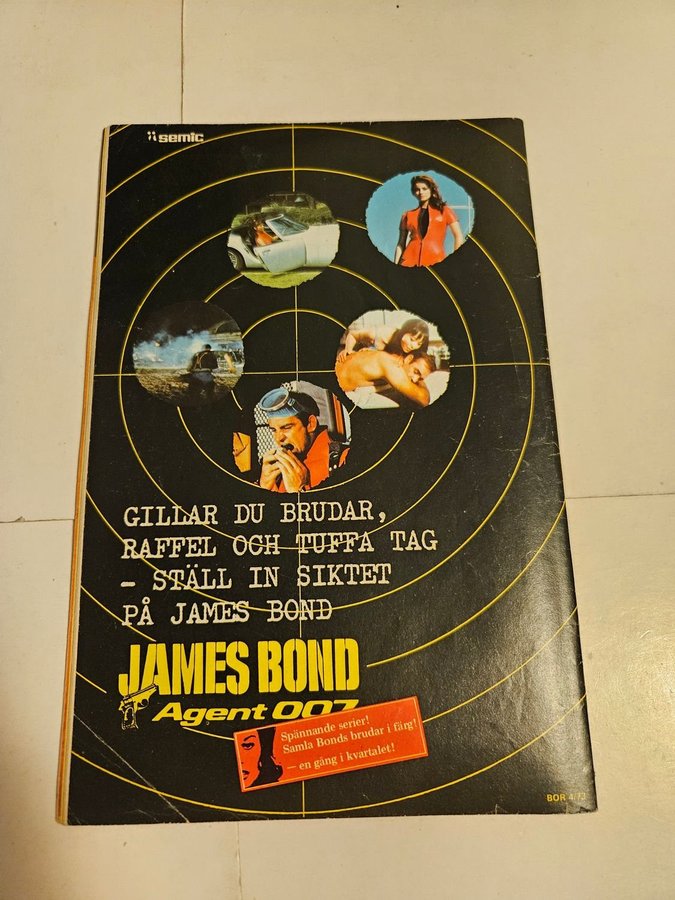 semic
GILLAR DU BRUDAR,
RAFFEL OCH TUFFA TAG
– STÄLL IN SIKTET
PÅ JAMES BOND
JAMES BOND
Agent 007
Spännande serier!
Samla Bonds brudar i färg!
— en gång i kvartalet!
BOR 4/73